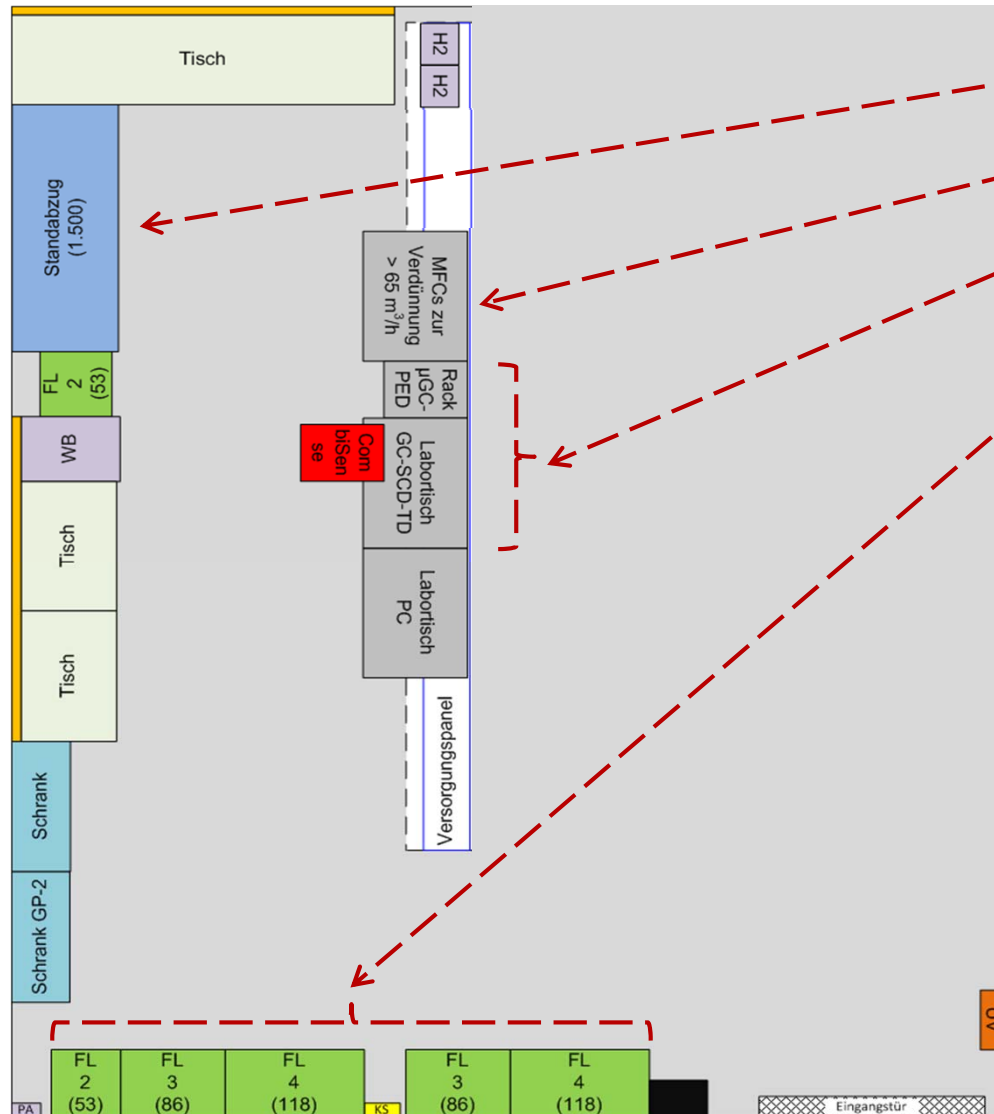 Tisch
H2
H2
Standabzug
(1.500)
MFCs zur
Verdünnung
> 65 m³/h
FL
2
(53)
Rack
µGC-
PED
WB
Com
biSen
se
Labortisch
GC-SCD-TD
Tisch
Labortisch
PC
Tisch
Versorgungspanel
Schrank
Schrank GP-2
FL
2
(53)
FL
3
(86)
FL
4
(118)
FL
3
(86)
FL
4
(118)
PA
KS
Eingangstür